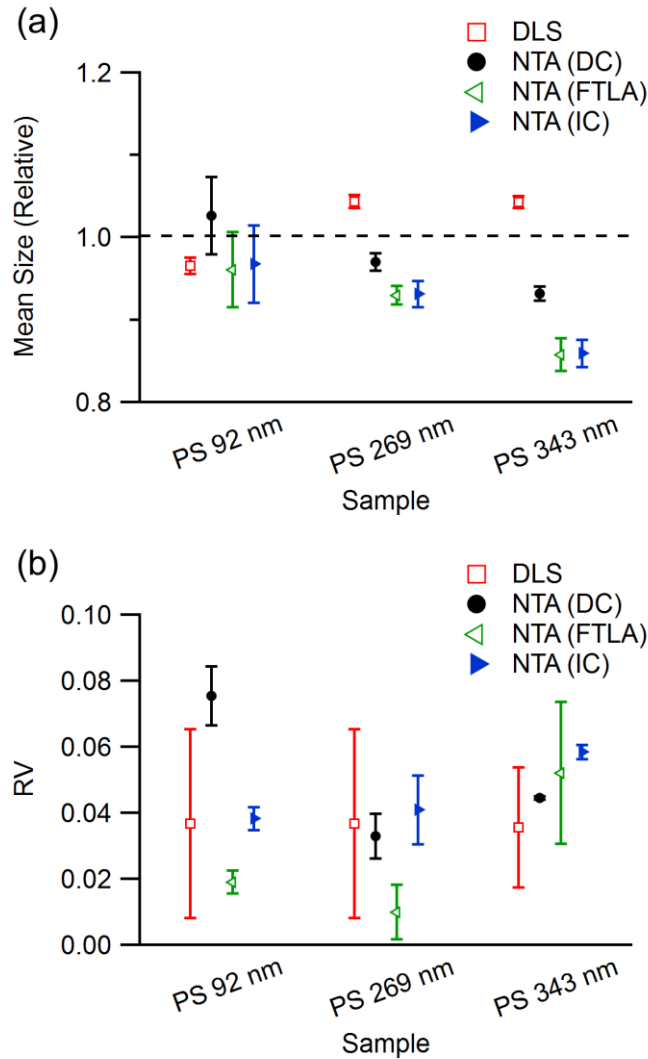 (a)
DLS
NTA (DC)
NTA (FTLA)
NTA (IC)
1.2
1.0
0.8
Mean Size (Relative)
PS 92 nm
PS 269 nm
PS 343 nm
Sample
(b)
DLS
NTA (DC)
NTA (FTLA)
NTA (IC)
0.10
0.08
0.06
0.04
0.02
0.00
RV
PS 92 nm
PS 269 nm
PS 343 nm
Sample